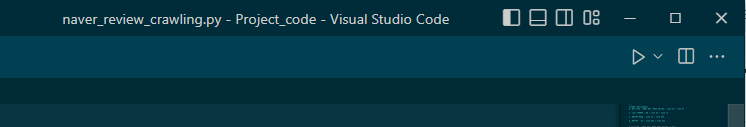 naver_review_crawling.py - Project_code - Visual Studio Code